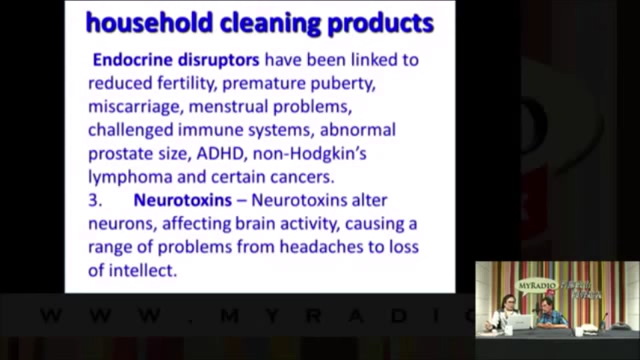 household cleaning products
Endocrine disruptors have been linked to
reduced fertility, premature puberty,
miscarriage, menstrual problems,
challenged immune systems, abnormal
prostate size, ADHD, non-Hodgkin's
lymphoma and certain cancers.
3. Neurotoxins – Neurotoxins alter
neurons, affecting brain activity, causing a
range of problems from headaches to loss
of intellect.
MYRADIO
WWW.MYRADIO